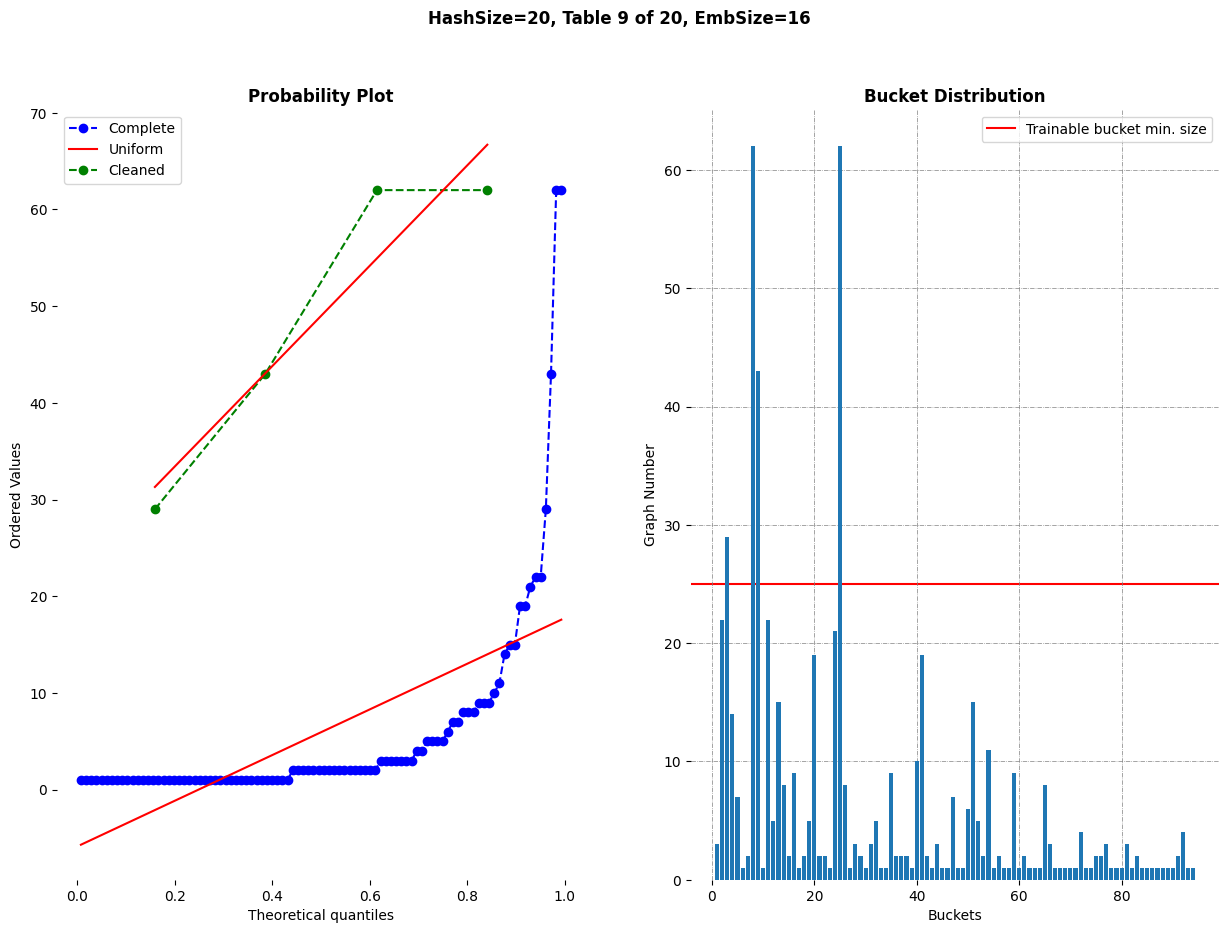 HashSize=20, Table 9 of 20, EmbSize=16
Probability Plot
Complete
Uniform
Cleaned
Ordered Values
70
60
50
40
30
20
10
0
0.0 0.2 0.4 0.6 0.8 1.0
Theoretical quantiles
Bucket Distribution
Trainable bucket min. size
Graph Number
60
50
40
30
20
10
0
0 20 40 60 80
Buckets